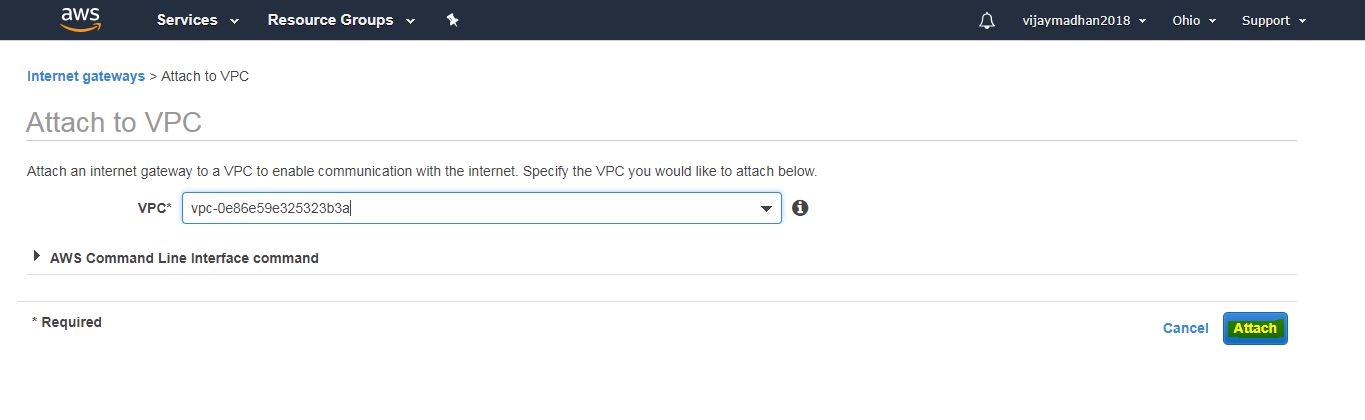 aws Services Resource Groups vijaymadhan2018 Ohio Support
Internet gateways > Attach to VPC
Attach to VPC
Attach an internet gateway to a VPC to enable communication with the internet. Specify the VPC you would like to attach below.
VPC* vpc-0e86e59e325323b3a
AWS Command Line Interface command
* Required
Cancel Attach